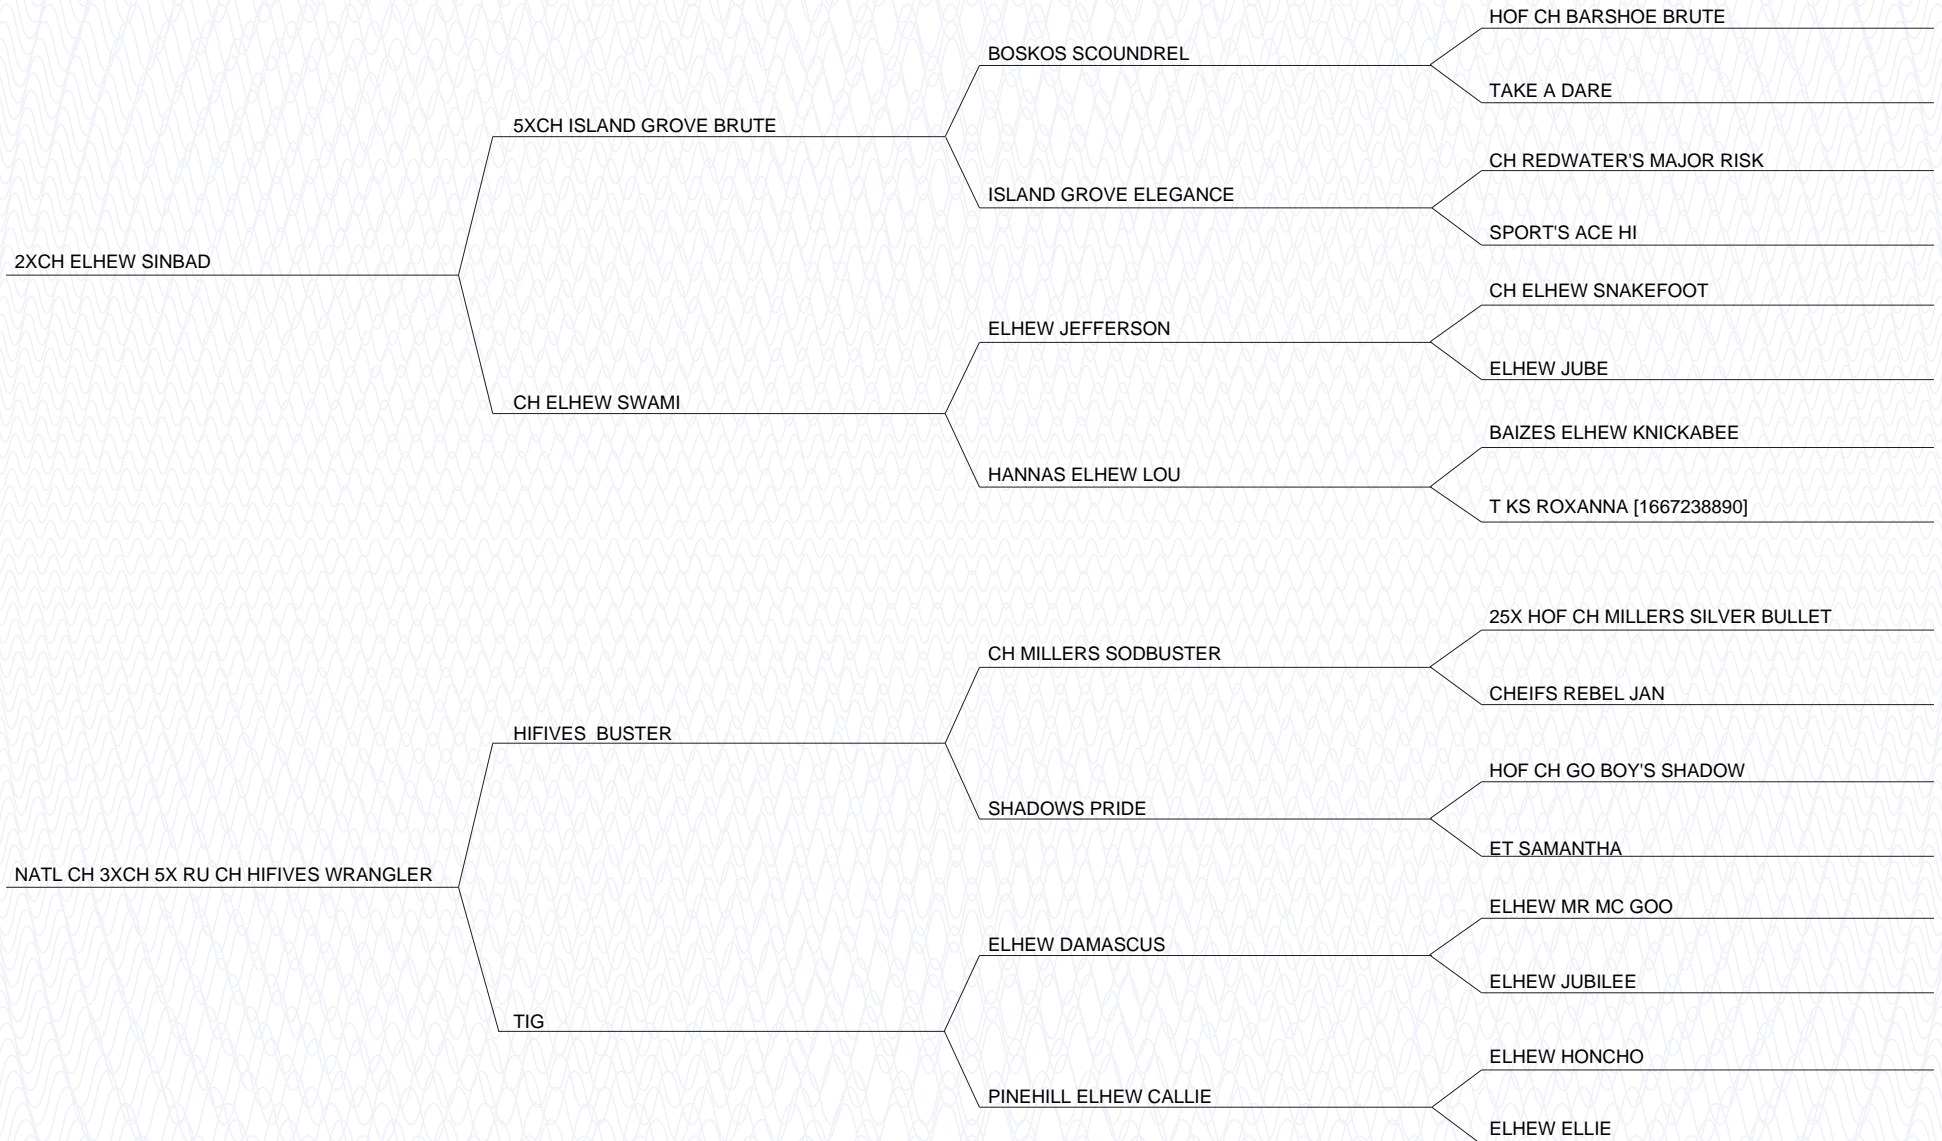 HOF CH BARSHOE BRUTE
BOSKOS SCOUNDREL
TAKE A DARE
5XCH ISLAND GROVE BRUTE
CH REDWATER'S MAJOR RISK
ISLAND GROVE ELEGANCE
SPORT'S ACE HI
2XCH ELHEW SINBAD
CH ELHEW SNAKEFOOT
ELHEW JEFFERSON
ELHEW JUBE
CH ELHEW SWAMI
BAIZES ELHEW KNICKABEE
HANNAS ELHEW LOU
T KS ROXANNA [1667238890]
25X HOF CH MILLERS SILVER BULLET
CH MILLERS SODBUSTER
CHEIFS REBEL JAN
HIFIVES  BUSTER
HOF CH GO BOY'S SHADOW
SHADOWS PRIDE
ET SAMANTHA
NATL CH 3XCH 5X RU CH HIFIVES WRANGLER
ELHEW MR MC GOO
ELHEW DAMASCUS
ELHEW JUBILEE
TIG
ELHEW HONCHO
PINEHILL ELHEW CALLIE
ELHEW ELLIE